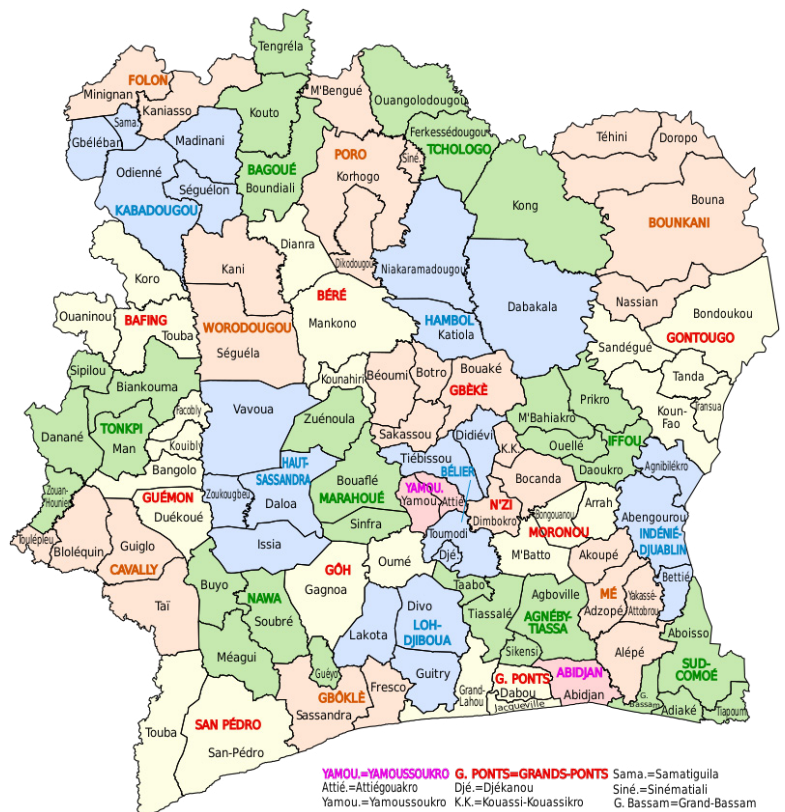 Tengréla
FOLON
Minignan
Kaniasso
M'Bengué
Ouangolodougou
Kouto
Sama.
Gbéléban
Madinani
Ferkessédougou
TCHOLOGO
Téhini
Doropo
PORO
Siné.
Korhogo
BAGOUÉ
Boundiali
Odienné
Séguélon
KABADOUGOU
Kong
Bouna
BOUNKANI
Dianra
Dikodougou
Niakaramadougou
Koro
Kani
Nassian
Bondoukou
BÉRÉ
Mankono
Dabakala
Ouaninou
BAFING
Touba
WORODOUGOU
HAMBOL
Katiola
GONTOUGO
Séguéla
Sandégué
Sipilou
Biankouma
Kounahiri
Béoumi
Botro
Bouaké
GBÊKÊ
Tanda
Transua
Koun-
Fao
Prikro
M'Bahiakro
Facobly
Vavoua
Zuénoula
TONKPI
Man
Danané
Kouibly
Sakassou
Didiévi
K.K.
Ouellé
IFFOU
Daoukro
Agnibilékro
Bangolo
HAUT-
SASSANDRA
Tiébissou
BÉLIER
Bouaflé
MARAHOUÉ
Bocanda
Zouan-
Hounien
GUÉMON
Duékoué
Zoukougbeu
Daloa
YAMOU.
Yamou.
Attié.
N'ZI
Dimbokro
Bongouanou
Arrah
Abengourou
Sinfra
MORONOU
INDÉNIÉ-
DJUABLIN
Toulépleu
Bloléquin
Guiglo
CAVALLY
Issia
Toumodi
Djé.
M'Batto
Akoupé
Oumé
Bettié
GÔH
Gagnoa
Taï
Buyo
NAWA
Soubré
Taabo
Agboville
MÉ
Adzopé
Yakassé-
Attobrou
Divo
LOH-
DJIBOUA
Lakota
Tiassalé
AGNÉBY-
TIASSA
Aboisso
Méagui
Guéyo
Guitry
Sikensi
Alépé
SUD-
COMOÉ
Fresco
GBÔKLÈ
Sassandra
Grand-
Lahou
G. PONTS
Dabou
Jacqueville
ABIDJAN
Abidjan
G.
Bassam
Adiaké
Tiapoum
SAN PÉDRO
San-Pédro
Touba
YAMOU.=YAMOUSSOUKRO G. PONTS=GRANDS-PONTS Sama.=Samatiguila
Attié.=Attiégouakro Djé.=Djékanou Siné.=Sinématiali
Yamou.=Yamoussoukro K.K.=Kouassi-Kouassikro G.Bassam=Grand-Bassam